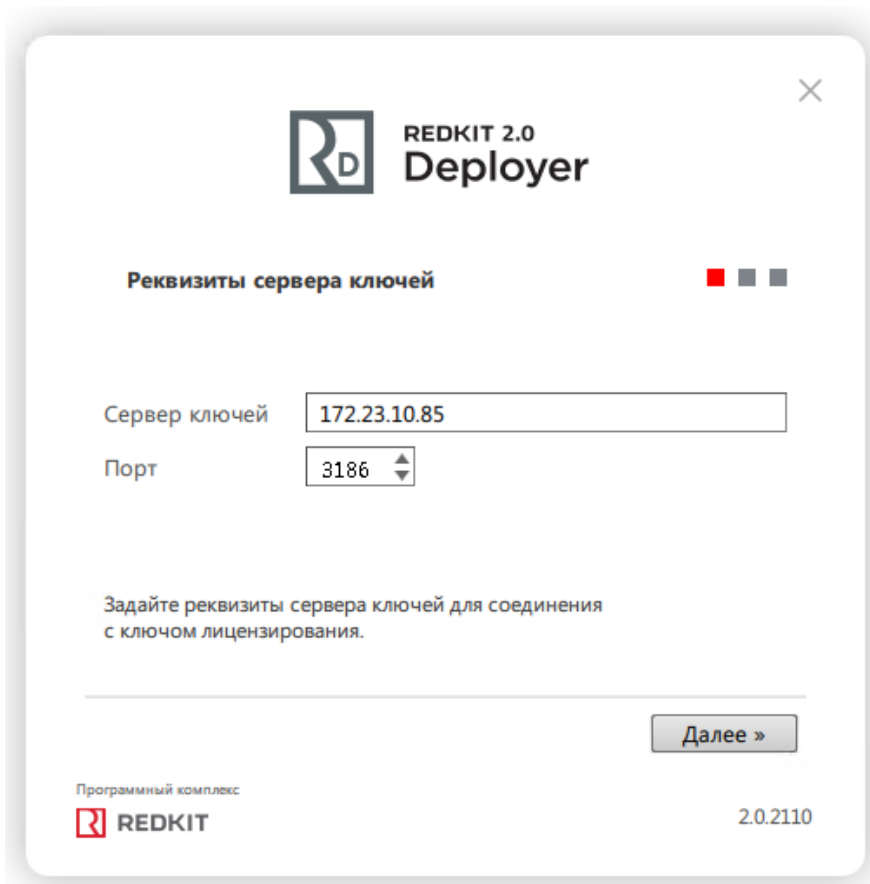 REDKIT 2.0
Deployer
Реквизиты сервера ключей
Сервер ключей 172.23.10.85
Порт 3186
Задайте реквизиты сервера ключей для соединения
с ключом лицензирования.
Далее »
Программный комплекс
REDKIT
2.0.2110